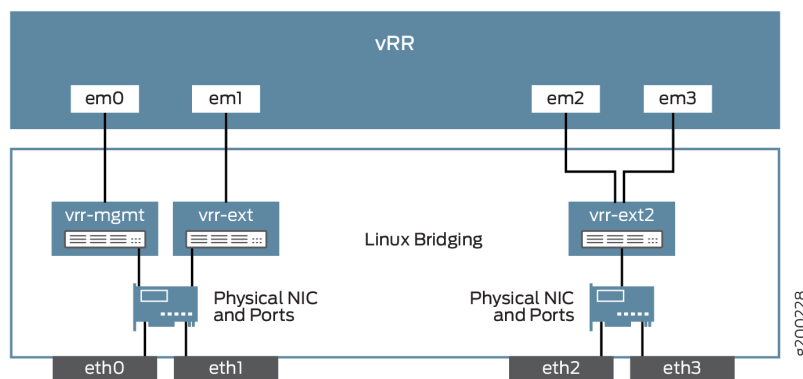 vRR
em0 em1 em2 em3
vrr-mgmt vrr-ext vrr-ext2
Linux Bridging
Physical NIC
and Ports
Physical NIC
and Ports
eth0 eth1 eth2 eth3
g200228